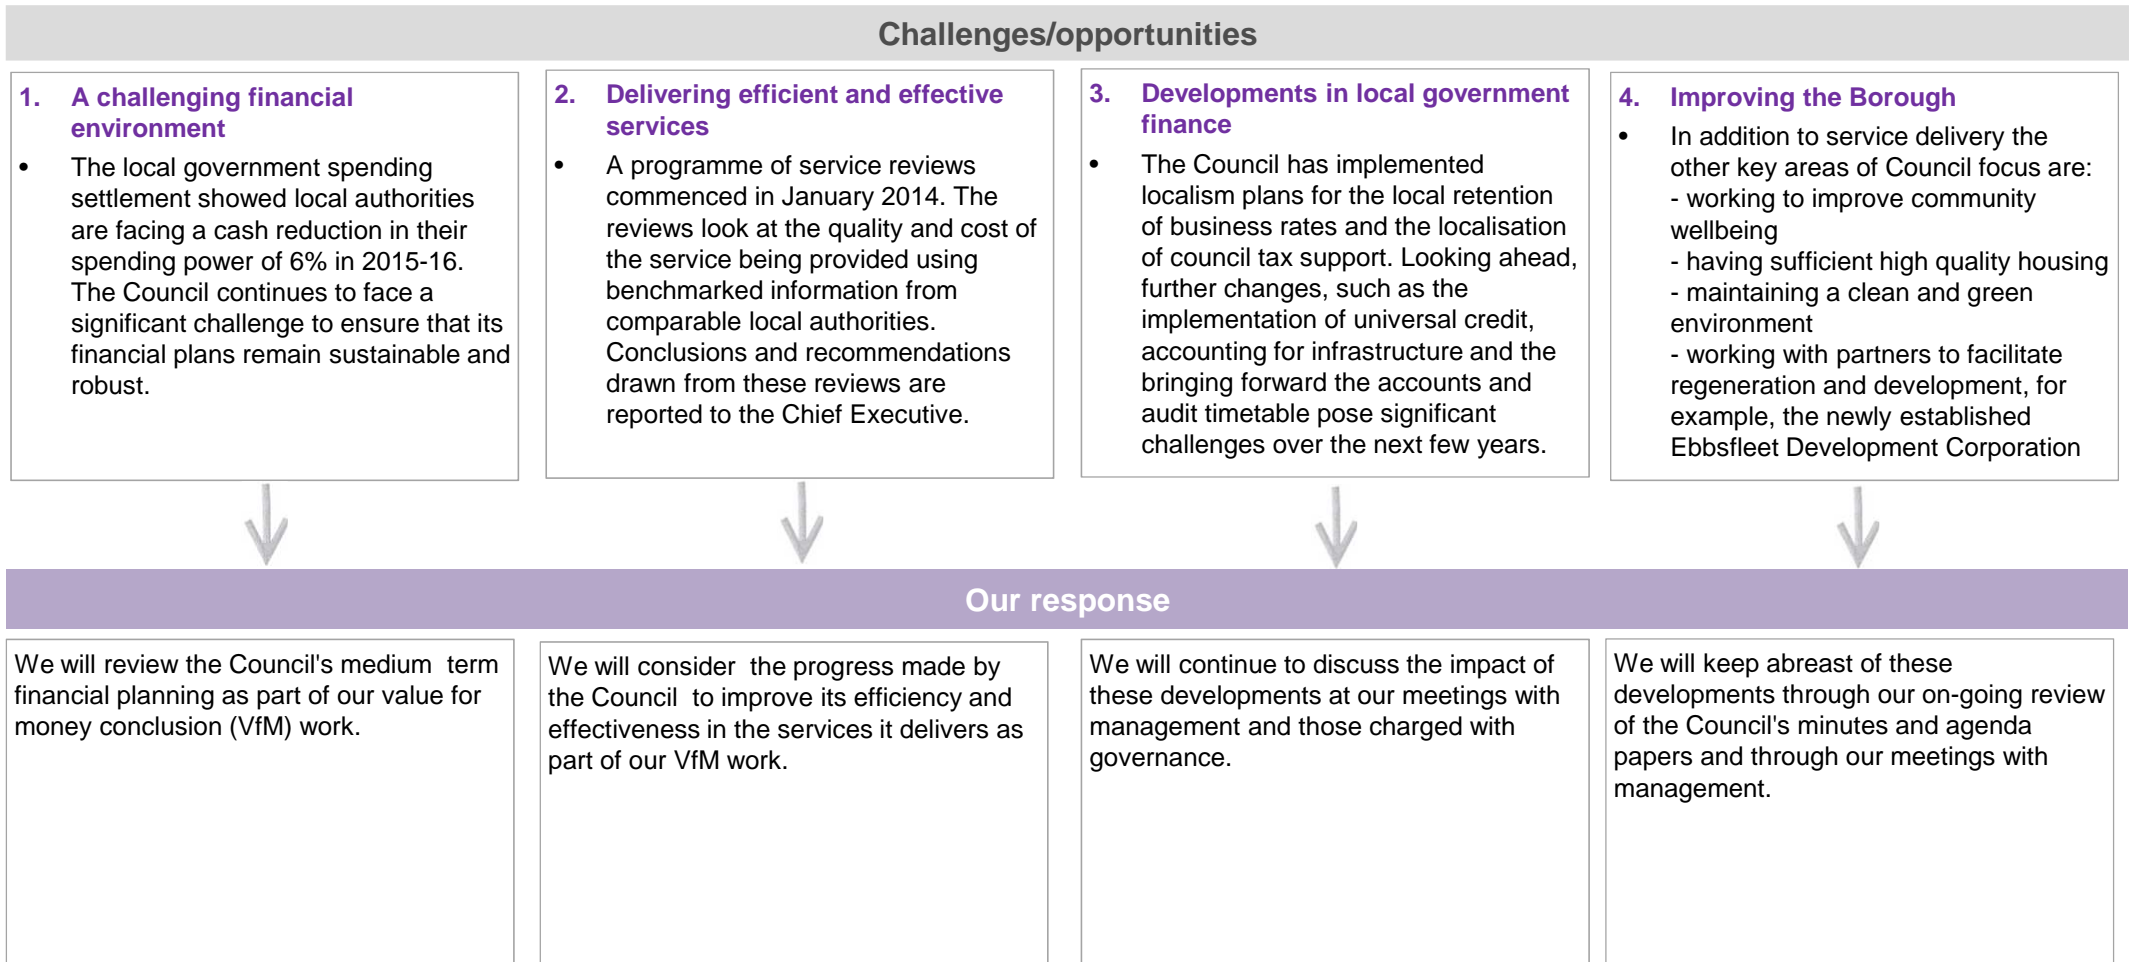 Challenges/opportunities
1. A challenging financial
environment
• The local government spending
settlement showed local authorities
are facing a cash reduction in their
spending power of 6% in 2015-16.
The Council continues to face a
significant challenge to ensure that its
financial plans remain sustainable and
robust.
2. Delivering efficient and effective
services
• A programme of service reviews
commenced in January 2014. The
reviews look at the quality and cost of
the service being provided using
benchmarked information from
comparable local authorities.
Conclusions and recommendations
drawn from these reviews are
reported to the Chief Executive.
3. Developments in local government
finance
• The Council has implemented
localism plans for the local retention
of business rates and the localisation
of council tax support. Looking ahead,
further changes, such as the
implementation of universal credit,
accounting for infrastructure and the
bringing forward the accounts and
audit timetable pose significant
challenges over the next few years.
4. Improving the Borough
• In addition to service delivery the
other key areas of Council focus are:
- working to improve community
wellbeing
- having sufficient high quality housing
- maintaining a clean and green
environment
- working with partners to facilitate
regeneration and development, for
example, the newly established
Ebbsfleet Development Corporation
Our response
We will review the Council's medium term
financial planning as part of our value for
money conclusion (VfM) work.
We will consider the progress made by
the Council to improve its efficiency and
effectiveness in the services it delivers as
part of our VfM work.
We will continue to discuss the impact of
these developments at our meetings with
management and those charged with
governance.
We will keep abreast of these
developments through our on-going review
of the Council's minutes and agenda
papers and through our meetings with
management.